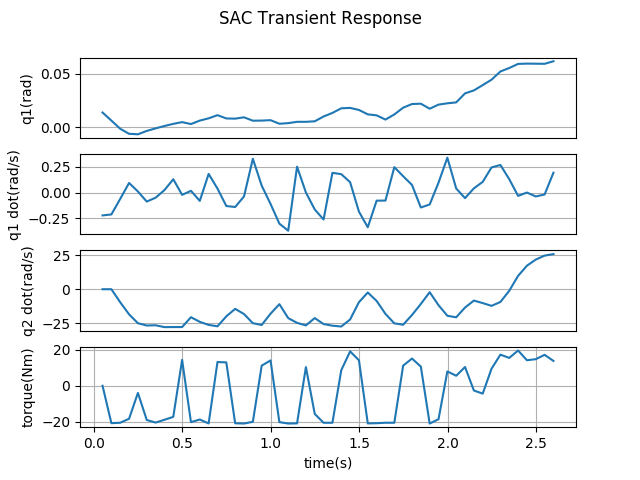 SAC Transient Response
q1(rad)
0.05
0.00
q1 dot(rad/s)
0.25
0.00
−0.25
q2 dot(rad/s)
25
0
−25
torque(Nm)
20
0
−20
0.0 0.5 1.0 1.5 2.0 2.5
time(s)